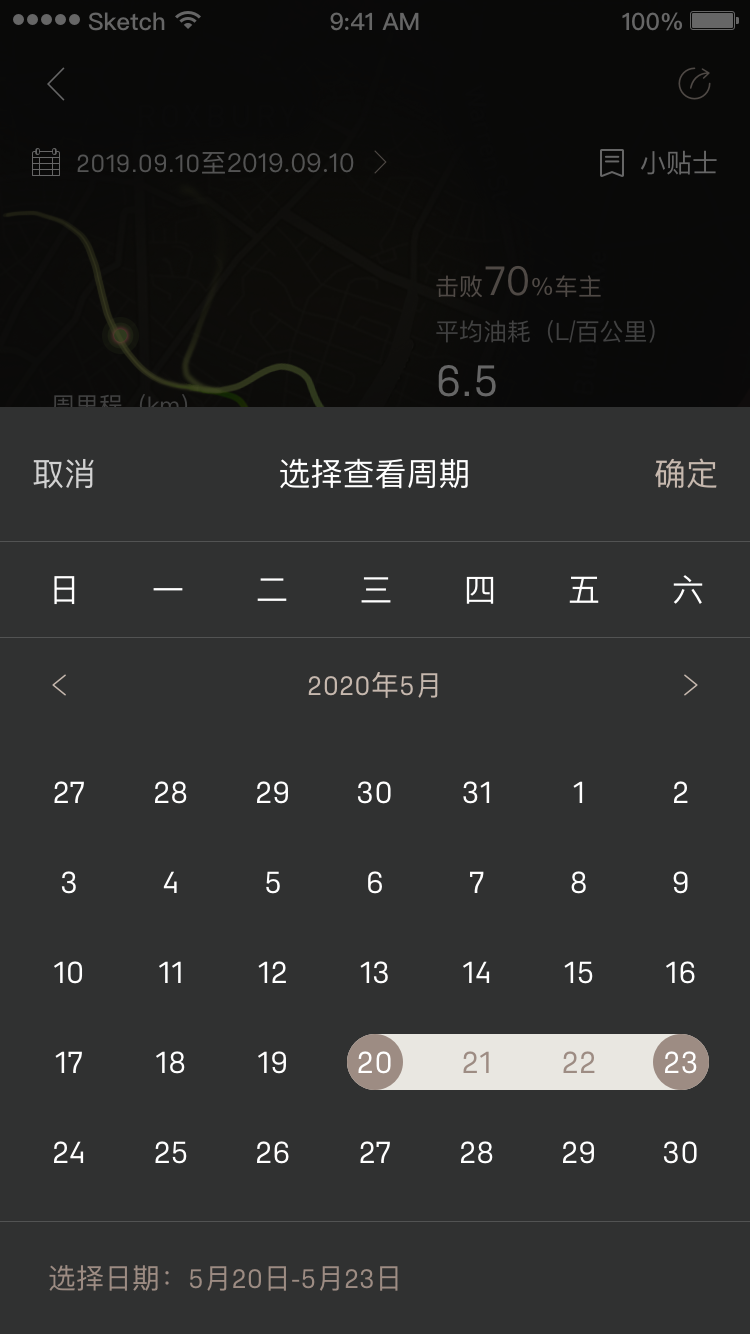 Sketch 9:41 AM 100%
2019.09.10至2019.09.10 小贴士
击败70%车主
平均油耗（L/百公里）
6.5
周里程（km）
取消 选择查看周期 确定
日 一 二 三 四 五 六
2020年5月
27 28 29 30 31 1 2
3 4 5 6 7 8 9
10 11 12 13 14 15 16
17 18 19 20 21 22 23
24 25 26 27 28 29 30
选择日期：5月20日-5月23日